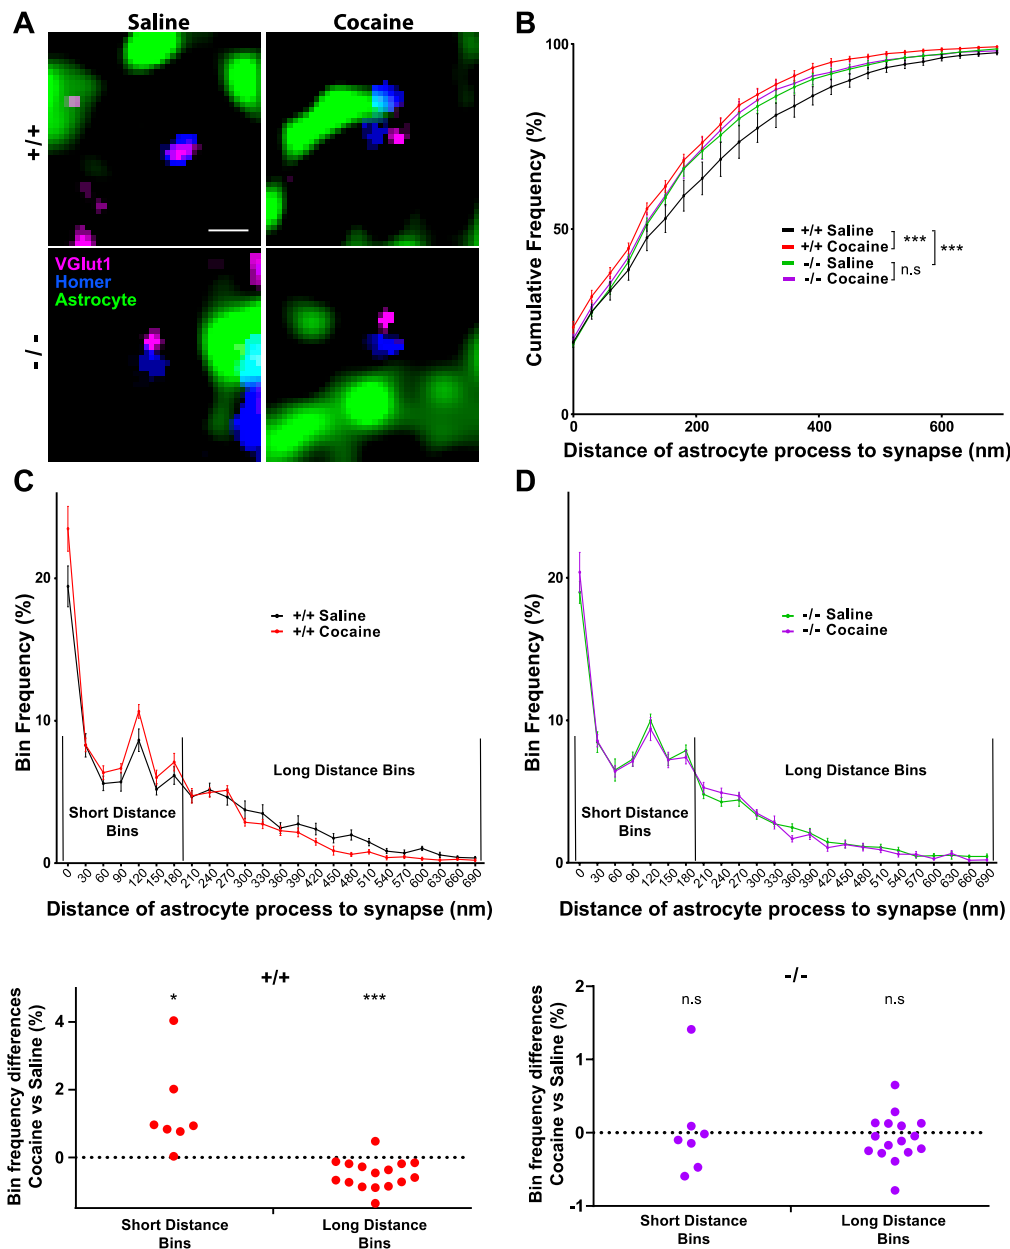 A
Saline
Cocaine
+/+
-/-
VGlut1
Homer
Astrocyte
B
Cumulative Frequency (%)
100
50
0
0
200
400
600
Distance of astrocyte process to synapse (nm)
+/+ Saline
+/+ Cocaine
-/- Saline
-/- Cocaine
***
n.s
***
C
Bin Frequency (%)
20
10
0
+/+ Saline
+/+ Cocaine
Short Distance
Bins
Long Distance Bins
0 30 60 90 120 150 180 210 240 270 300 330 360 390 420 450 480 510 540 570 600 630 660 690
Distance of astrocyte process to synapse (nm)
D
Bin Frequency (%)
20
10
0
-/- Saline
-/- Cocaine
Short Distance
Bins
Long Distance Bins
0 30 60 90 120 150 180 210 240 270 300 330 360 390 420 450 480 510 540 570 600 630 660 690
Distance of astrocyte process to synapse (nm)
+/+
Bin frequency differences
Cocaine vs Saline (%)
4
2
0
*
***
Short Distance
Bins
Long Distance
Bins
-/-
Bin frequency differences
Cocaine vs Saline (%)
2
1
0
-1
n.s
n.s
Short Distance
Bins
Long Distance
Bins